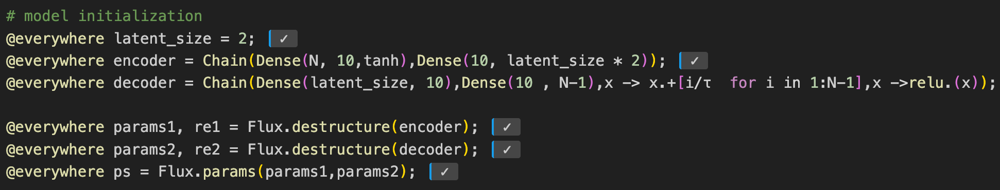 # model initialization
@everywhere latent_size = 2; ✓
@everywhere encoder = Chain(Dense(N, 10,tanh),Dense(10, latent_size * 2)); ✓
@everywhere decoder = Chain(Dense(latent_size, 10),Dense(10 , N-1),x -> x.+[i/τ  for i in 1:N-1],x ->relu.(x));
@everywhere params1, re1 = Flux.destructure(encoder); ✓
@everywhere params2, re2 = Flux.destructure(decoder); ✓
@everywhere ps = Flux.params(params1,params2); ✓